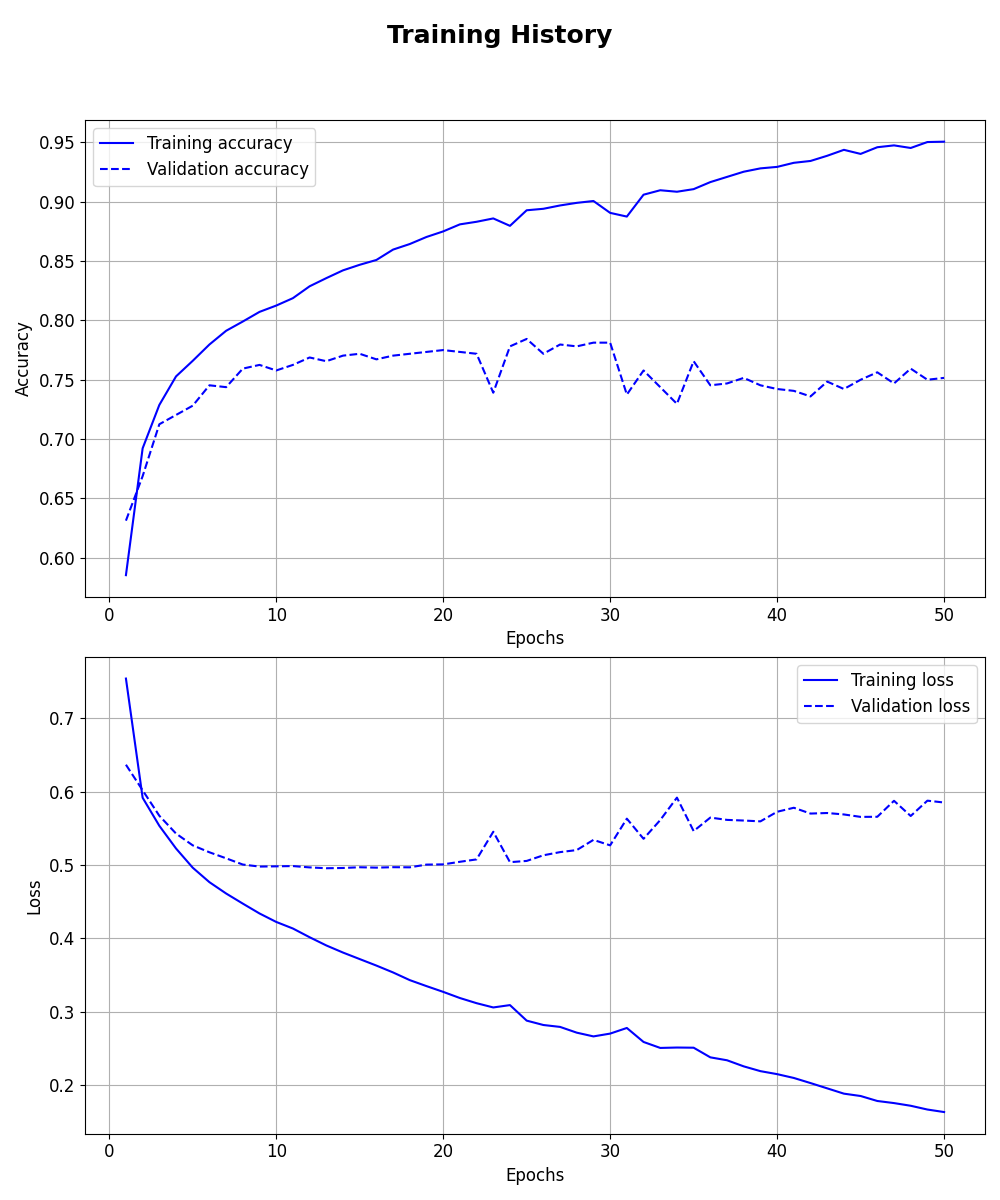 Training History
Training accuracy
Validation accuracy
0.95
0.90
0.85
0.80
0.75
0.70
0.65
0.60
Accuracy
0 10 20 30 40 50
Epochs
Training loss
Validation loss
0.7
0.6
0.5
0.4
0.3
0.2
Loss
0 10 20 30 40 50
Epochs